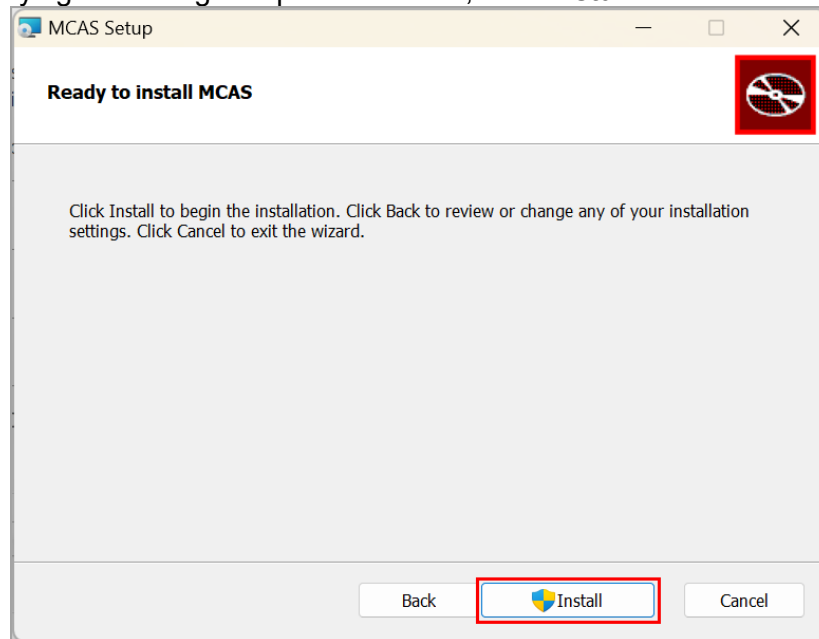 MCAS Setup
Ready to install MCAS
Click Install to begin the installation. Click Back to review or change any of your installation
settings. Click Cancel to exit the wizard.
Back Install Cancel